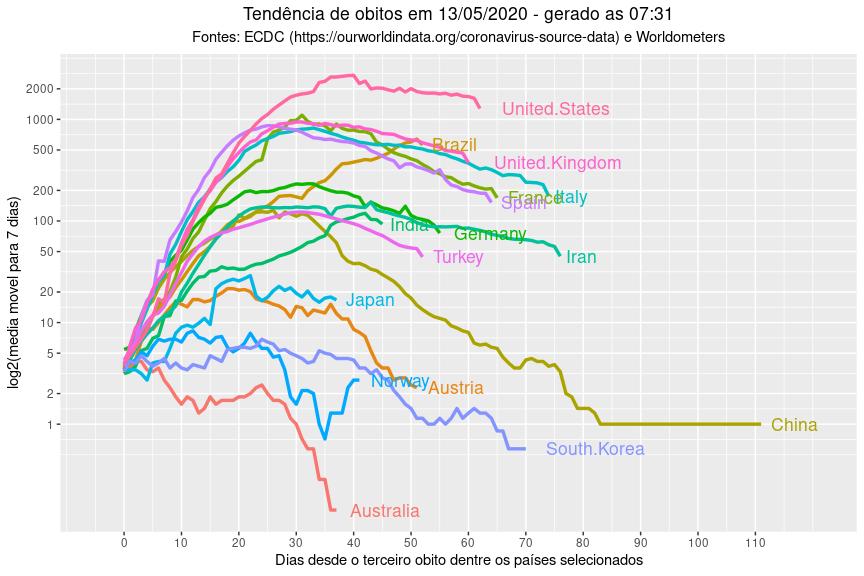 Tendência de obitos em 13/05/2020 - gerado as 07:31
Fontes: ECDC (https://ourworldindata.org/coronavirus-source-data) e Worldometers
log2(media movel para 7 dias)
2000
1000
500
200
100
50
20
10
5
2
1
United.States
Brazil
United.Kingdom
France
Italy
Spain
India
Germany
Turkey
Iran
Japan
Norway
Austria
China
South.Korea
Australia
0 10 20 30 40 50 60 70 80 90 100 110
Dias desde o terceiro obito dentre os países selecionados